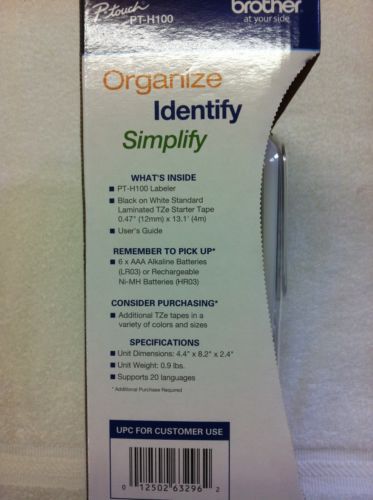 P-touch
PT-H100
brother
at your side
Organize
Identify
Simplify
WHAT'S INSIDE
■ PT-H100 Labeler
■ Black on White Standard
Laminated TZe Starter Tape
0.47" (12mm) x 13.1' (4m)
■ User's Guide
REMEMBER TO PICK UP*
■ 6 x AAA Alkaline Batteries
(LR03) or Rechargeable
Ni-MH Batteries (HR03)
CONSIDER PURCHASING*
■ Additional TZe tapes in a
variety of colors and sizes
SPECIFICATIONS
■ Unit Dimensions: 4.4" x 8.2" x 2.4"
■ Unit Weight: 0.9 lbs.
■ Supports 20 languages
* Additional Purchase Required
UPC FOR CUSTOMER USE
0 12502 63296 2